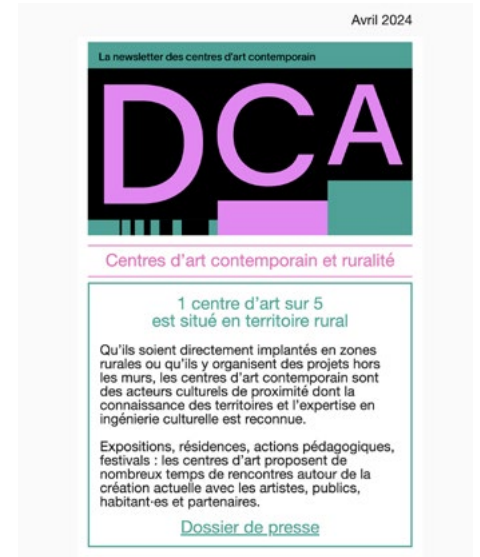 Avril 2024
La newsletter des centres d'art contemporain
DCA
Centres d'art contemporain et ruralité
1 centre d'art sur 5
est situé en territoire rural
Qu'ils soient directement implantés en zones
rurales ou qu'ils y organisent des projets hors
les murs, les centres d'art contemporain sont
des acteurs culturels de proximité dont la
connaissance des territoires et l'expertise en
ingénierie culturelle est reconnue.
Expositions, résidences, actions pédagogiques,
festivals : les centres d'art proposent de
nombreux temps de rencontres autour de la
création actuelle avec les artistes, publics,
habitant·es et partenaires.
Dossier de presse